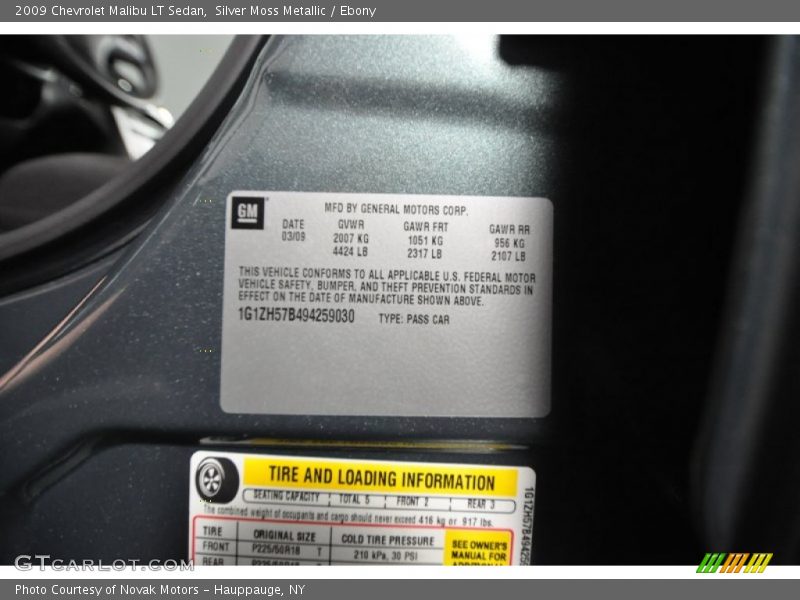 2009 Chevrolet Malibu LT Sedan, Silver Moss Metallic / Ebony
GM
MFD BY GENERAL MOTORS CORP.
DATE GVWR GAWR FRT GAWR RR
03/09 2007 KG 1051 KG 956 KG
4424 LB 2317 LB 2107 LB
THIS VEHICLE CONFORMS TO ALL APPLICABLE U.S. FEDERAL MOTOR
VEHICLE SAFETY, BUMPER, AND THEFT PREVENTION STANDARDS IN
EFFECT ON THE DATE OF MANUFACTURE SHOWN ABOVE.
1G1ZH57B494259030 TYPE: PASS CAR
TIRE AND LOADING INFORMATION
SEATING CAPACITY TOTAL 5 FRONT 2 REAR 3
The combined weight of occupants and cargo should never exceed 416 kg or 917 lbs.
TIRE ORIGINAL SIZE COLD TIRE PRESSURE
FRONT P225/50R18 T 210 kPa, 30 PSI
REAR
SEE OWNER'S
MANUAL FOR
GTCarLot.com
Photo Courtesy of Novak Motors - Hauppauge, NY